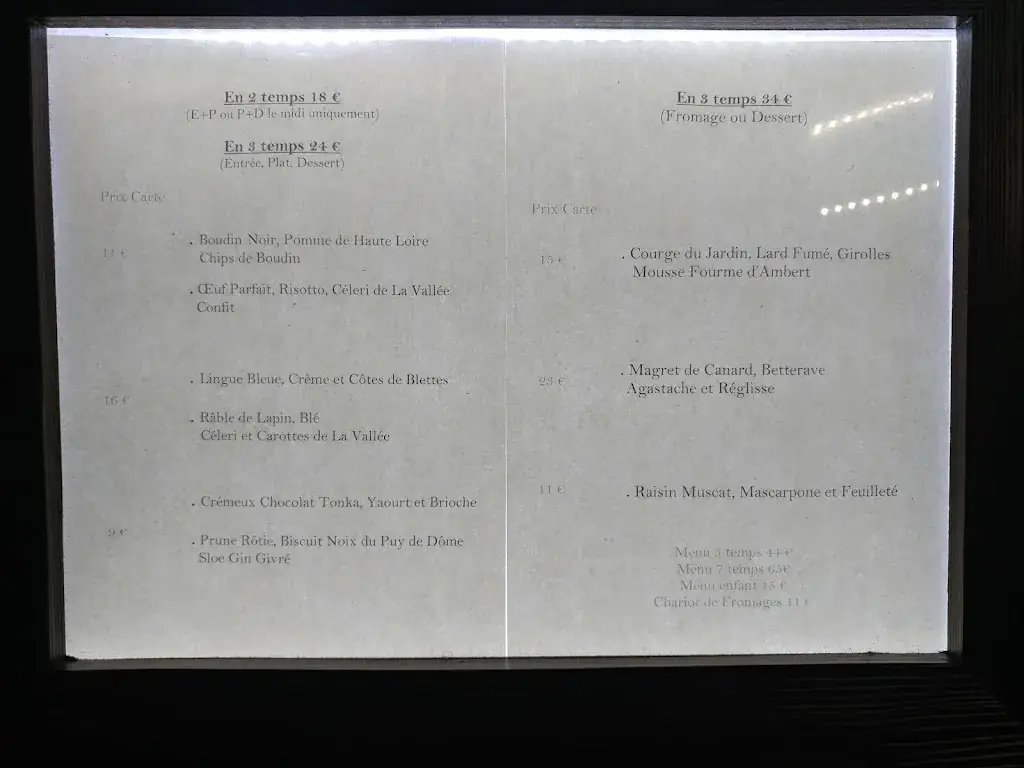 En 2 temps 18 €
(E+P ou P+D le midi uniquement)
En 3 temps 24 €
(Entrée, Plat, Dessert)
Prix Carte
11 €
. Boudin Noir, Pomme de Haute Loire
Chips de Boudin
. Œuf Parfait, Risotto, Céleri de La Vallée
Confit
16 €
. Lingue Bleue, Crème et Côtes de Blettes
. Râble de Lapin, Blé
Céleri et Carottes de La Vallée
9 €
. Crémeux Chocolat Tonka, Yaourt et Brioche
. Prune Rôtie, Biscuit Noix du Puy de Dôme
Sloe Gin Givré
En 3 temps 34 €
(Fromage ou Dessert)
Prix Carte
15 €
. Courge du Jardin, Lard Fumé, Girolles
Mousse Fourme d'Ambert
23 €
. Magret de Canard, Betterave
Agastache et Réglisse
11 €
. Raisin Muscat, Mascarpone et Feuilleté
Menu 5 temps 44 €
Menu 7 temps 65€
Menu enfant 15 €
Chariot de Fromages 11 €